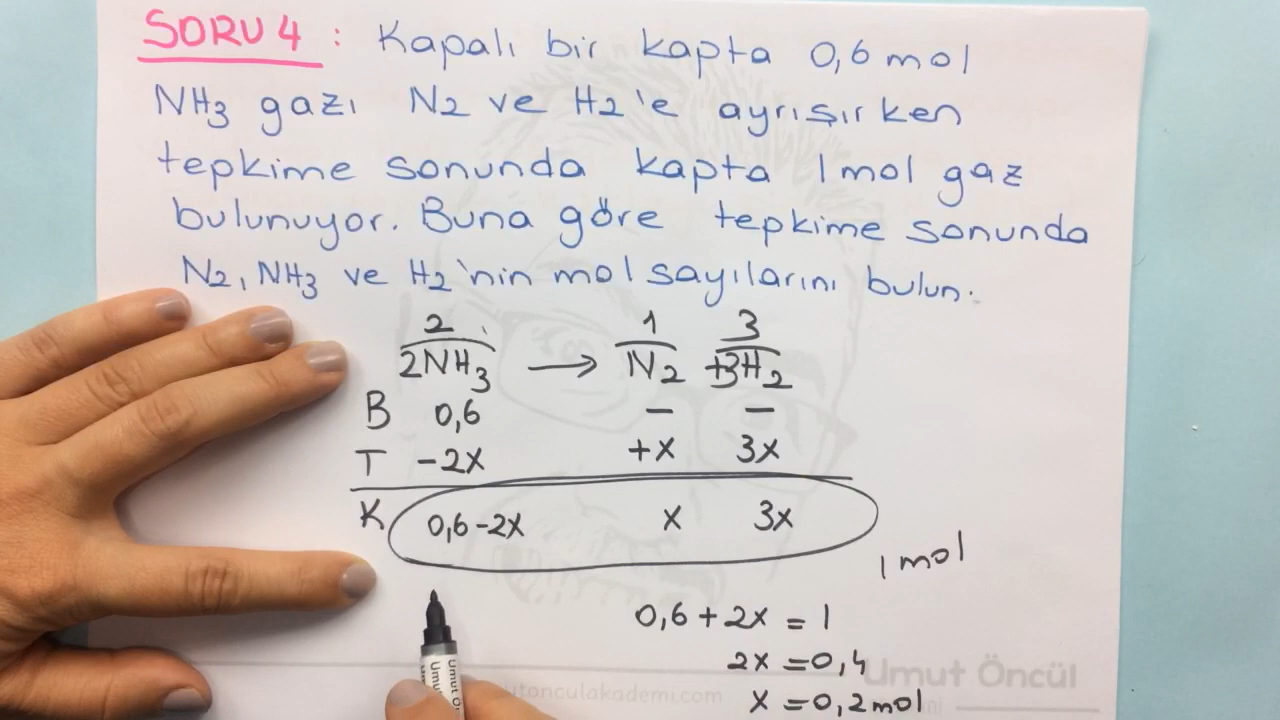 SORU 4 : Kapalı bir kapta 0,6 mol
NH3 gazı N2 ve H2'e ayrışırken
tepkime sonunda kapta 1 mol gaz
bulunuyor. Buna göre tepkime sonunda
N2, NH3 ve H2'nin mol sayılarını bulun.
2 1 3
2NH3 → N2 +3H2
B 0,6 – –
T -2x +x 3x
K 0,6-2x x 3x
1 mol
0,6+2x = 1
2x = 0,4
Umut Öncül
x = 0,2 mol